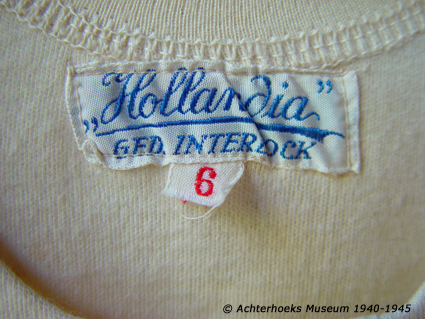 „Hollandia”
GED. INTERLOCK
6
© Achterhoeks Museum 1940-1945